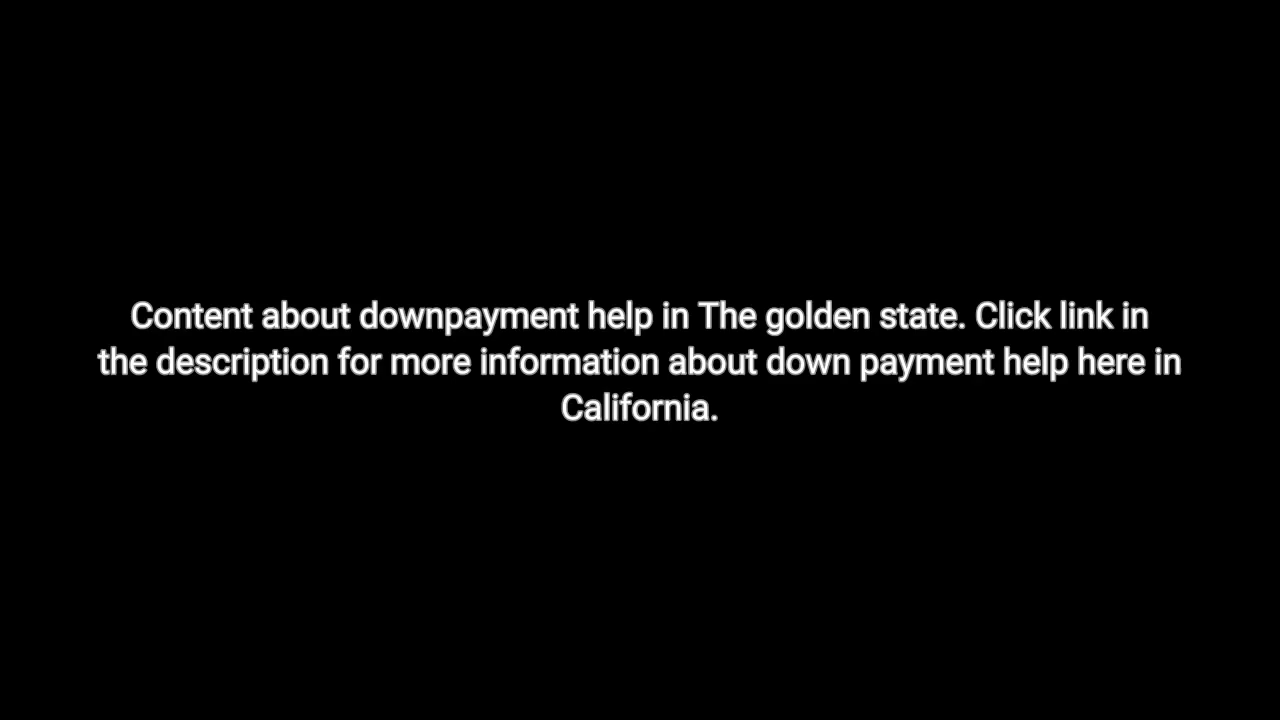 Content about downpayment help in The golden state. Click link in
the description for more information about down payment help here in
California.